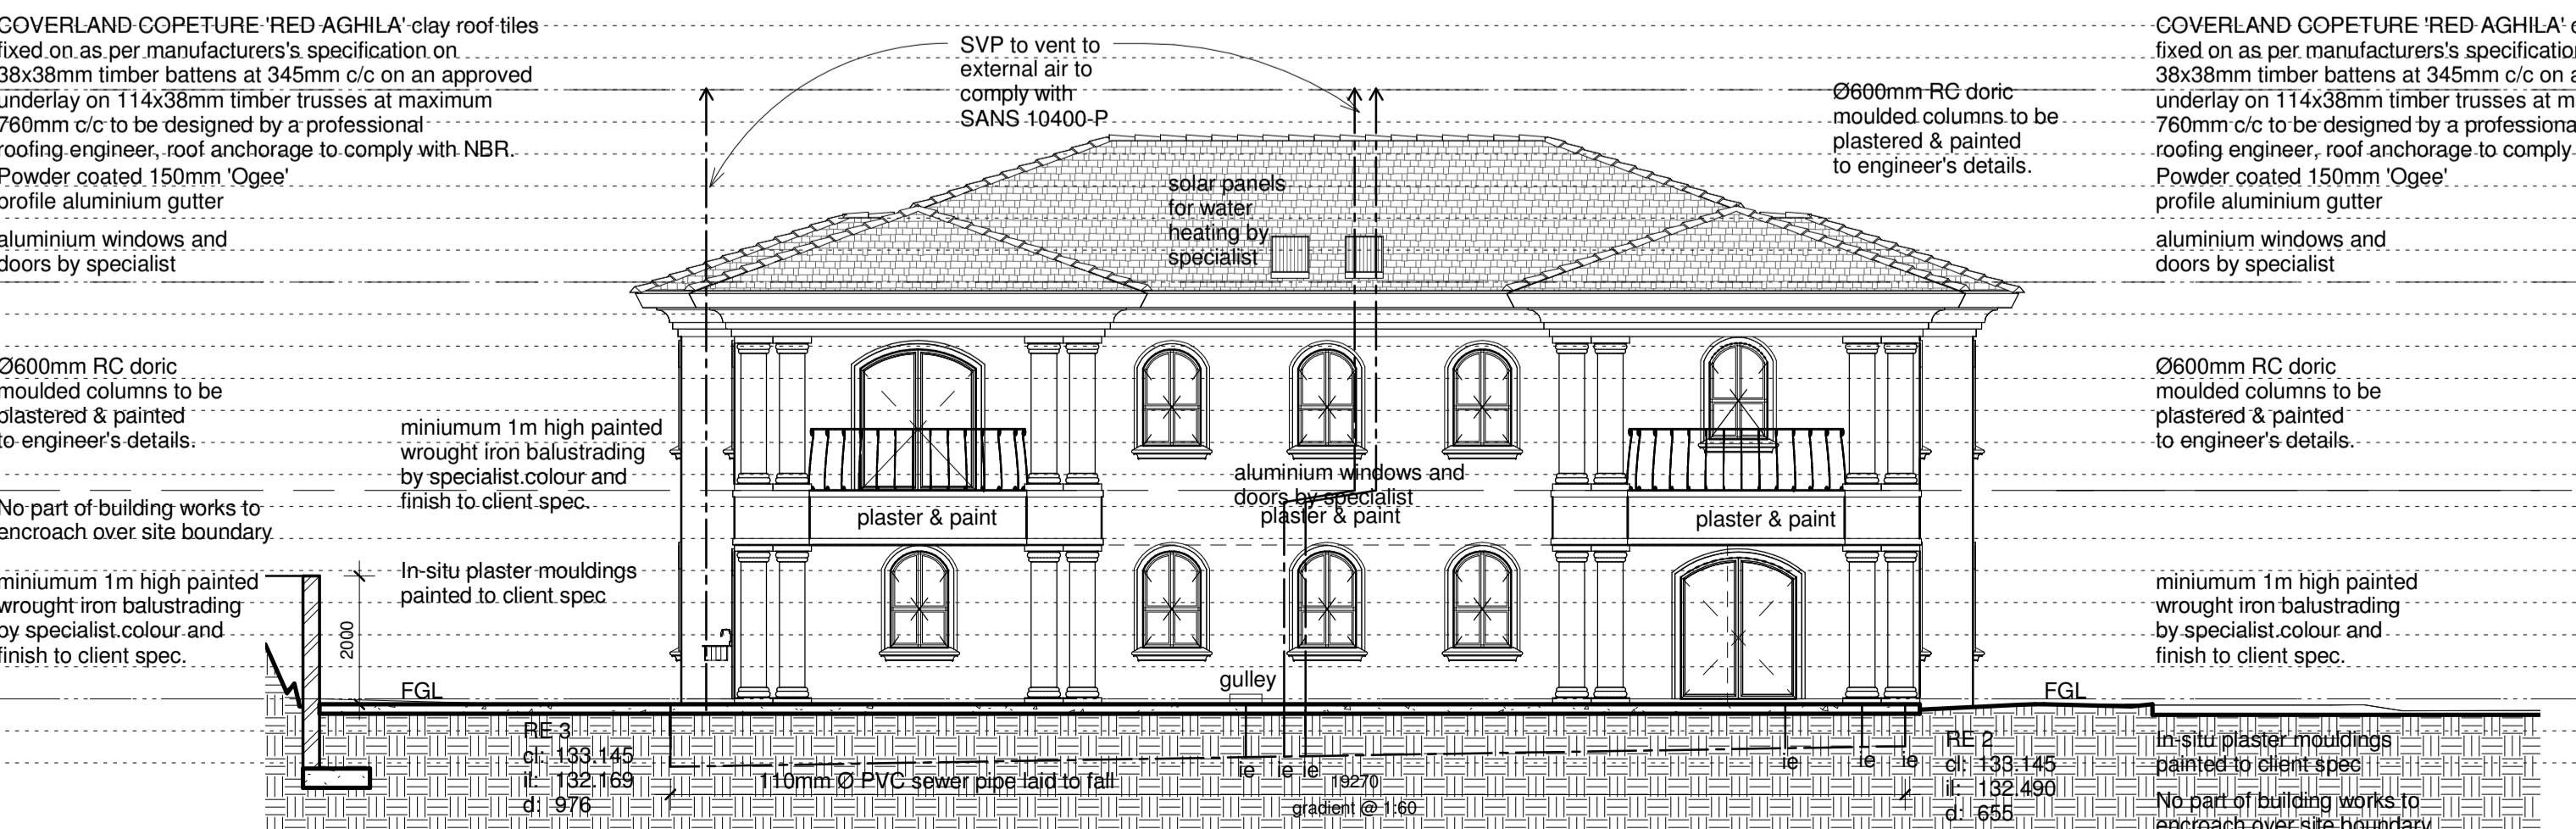 COVERLAND COPETURE 'RED AGHILA' clay roof tiles
fixed on as per manufacturers's specification on
38x38mm timber battens at 345mm c/c on an approved
underlay on 114x38mm timber trusses at maximum
760mm c/c to be designed by a professional
roofing engineer, roof anchorage to comply with NBR.
Powder coated 150mm 'Ogee'
profile aluminium gutter
aluminium windows and
doors by specialist
Ø600mm RC doric
moulded columns to be
plastered & painted
to engineer's details.
No part of building works to
encroach over site boundary
miniumum 1m high painted
wrought iron balustrading
by specialist.colour and
finish to client spec.
2000
miniumum 1m high painted
wrought iron balustrading
by specialist.colour and
finish to client spec.
In-situ plaster mouldings
painted to client spec
FGL
RE 3
cl: 133.145
il: 132.169
d: 976
SVP to vent to
external air to
comply with
SANS 10400-P
solar panels
for water
heating by
specialist
plaster & paint
aluminium windows and
doors by specialist
plaster & paint
plaster & paint
gulley
ie ie ie
ie ie ie
110mm Ø PVC sewer pipe laid to fall
19270
gradient @ 1:60
Ø600mm RC doric
moulded columns to be
plastered & painted
to engineer's details.
FGL
RE 2
cl: 133.145
il: 132.490
d: 655
COVERLAND COPETURE 'RED AGHILA'
fixed on as per manufacturers's specification
38x38mm timber battens at 345mm c/c on
underlay on 114x38mm timber trusses at
760mm c/c to be designed by a professional
roofing engineer, roof anchorage to comply
Powder coated 150mm 'Ogee'
profile aluminium gutter
aluminium windows and
doors by specialist
Ø600mm RC doric
moulded columns to be
plastered & painted
to engineer's details.
miniumum 1m high painted
wrought iron balustrading
by specialist.colour and
finish to client spec.
In-situ plaster mouldings
painted to client spec
No part of building works to
encroach over site boundary